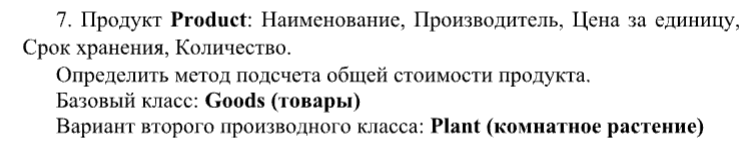 7. Продукт Product: Наименование, Производитель, Цена за единицу,
Срок хранения, Количество.
Определить метод подсчета общей стоимости продукта.
Базовый класс: Goods (товары)
Вариант второго производного класса: Plant (комнатное растение)